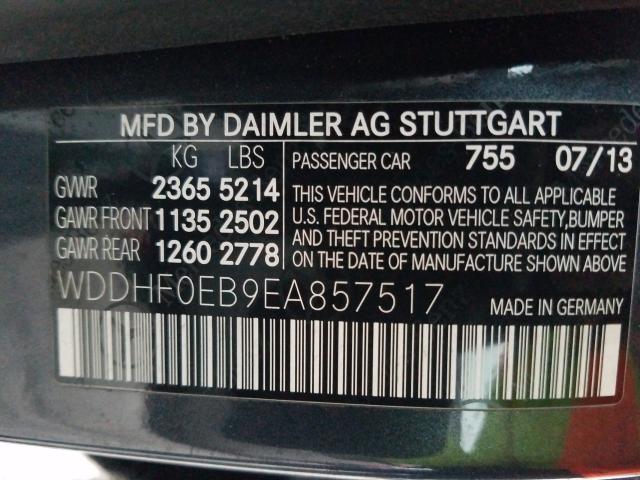 MFD BY DAIMLER AG STUTTGART
KG LBS
GVWR 2365 5214
GAWR FRONT 1135 2502
GAWR REAR 1260 2778
PASSENGER CAR 755 07/13
THIS VEHICLE CONFORMS TO ALL APPLICABLE
U.S. FEDERAL MOTOR VEHICLE SAFETY,BUMPER
AND THEFT PREVENTION STANDARDS IN EFFECT
ON THE DATE OF MANUFACTURE SHOWN ABOVE
WDDHF0EB9EA857517
MADE IN GERMANY